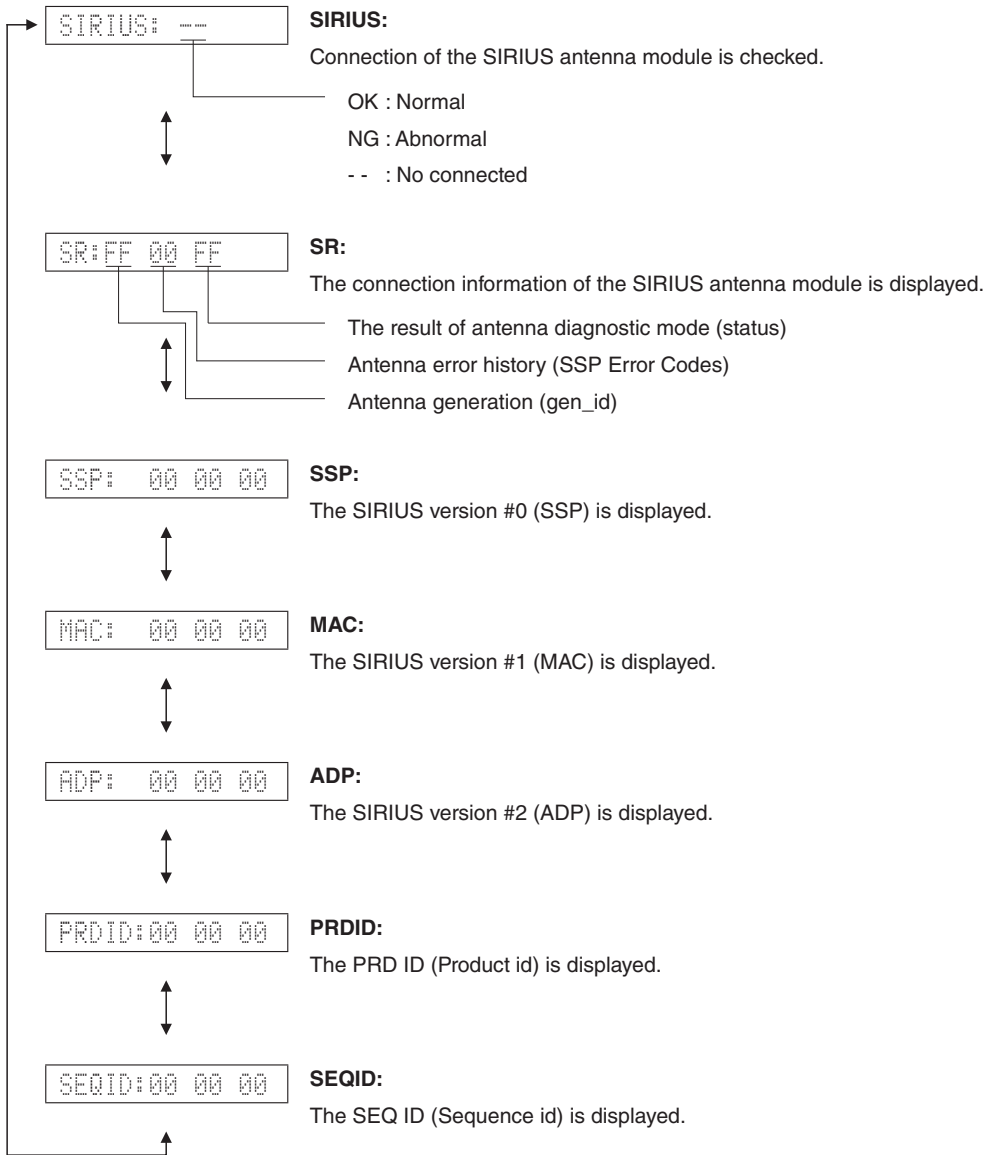 SIRIUS: --
SIRIUS:
Connection of the SIRIUS antenna module is checked.
OK : Normal
NG : Abnormal
- - : No connected
SR:FF 00 FF
SR:
The connection information of the SIRIUS antenna module is displayed.
The result of antenna diagnostic mode (status)
Antenna error history (SSP Error Codes)
Antenna generation (gen_id)
SSP: 00 00 00
SSP:
The SIRIUS version #0 (SSP) is displayed.
MAC: 00 00 00
MAC:
The SIRIUS version #1 (MAC) is displayed.
ADP: 00 00 00
ADP:
The SIRIUS version #2 (ADP) is displayed.
PRDID:00 00 00
PRDID:
The PRD ID (Product id) is displayed.
SEQID:00 00 00
SEQID:
The SEQ ID (Sequence id) is displayed.